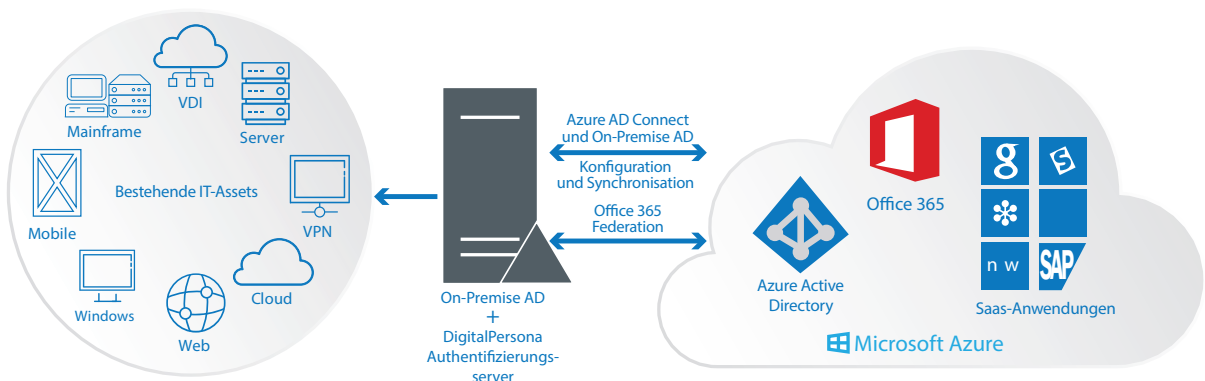 VDI
Mainframe
Server
Bestehende IT-Assets
Mobile
VPN
Windows
Cloud
Web
On-Premise AD
+
DigitalPersona
Authentifizierungs-
server
Azure AD Connect
und On-Premise AD
Konfiguration
und Synchronisation
Office 365
Federation
Azure Active
Directory
Office 365
g
S
n w
SAP
Saas-Anwendungen
Microsoft Azure